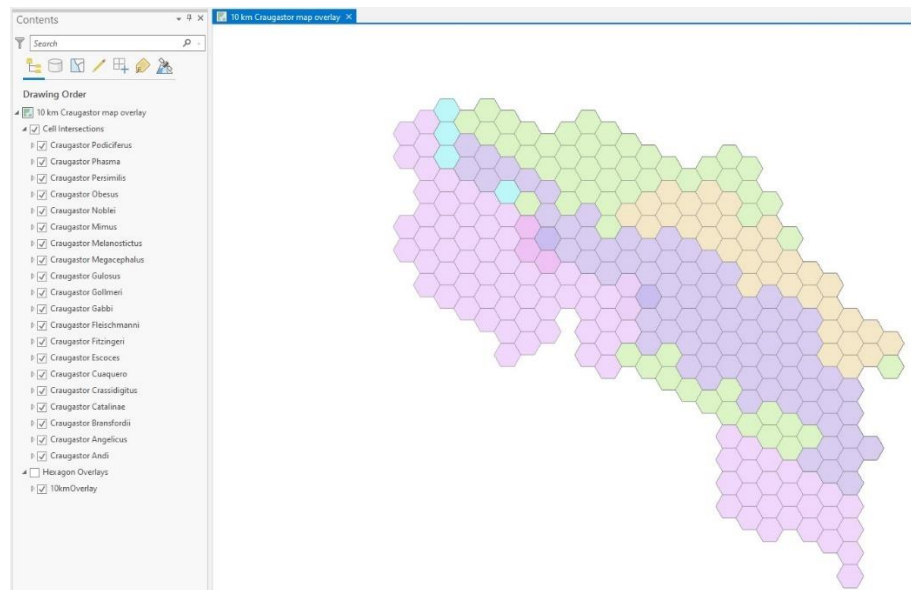 Contents
10 km Craugastor map overlay
Search
Drawing Order
10 km Craugastor map overlay
Cell Intersections
Craugastor Podiciferus
Craugastor Phasma
Craugastor Persimilis
Craugastor Obesus
Craugastor Noblei
Craugastor Mimus
Craugastor Melanostictus
Craugastor Megacephalus
Craugastor Gulosus
Craugastor Gollmeri
Craugastor Gabbi
Craugastor Fleischmanni
Craugastor Fitzingeri
Craugastor Escoces
Craugastor Cuaquero
Craugastor Crassidigitus
Craugastor Catalinae
Craugastor Bransfordii
Craugastor Angelicus
Craugastor Andi
Hexagon Overlays
10kmOverlay